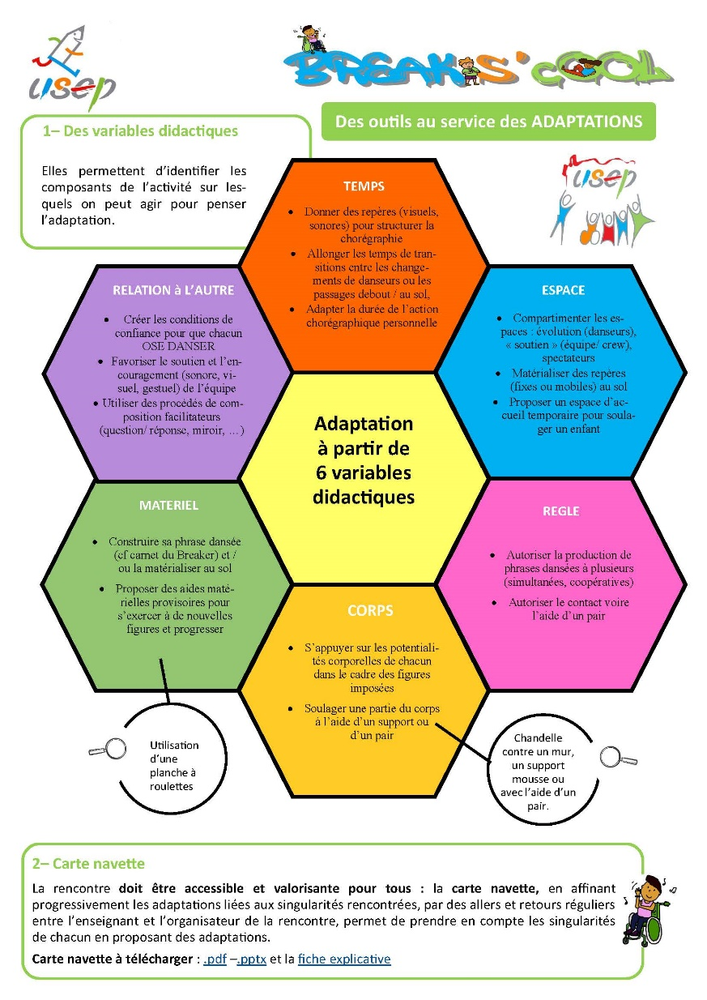 usep
BREAK'S' cOOL
Des outils au service des ADAPTATIONS
1– Des variables didactiques
Elles permettent d'identifier les
composants de l'activité sur les-
quels on peut agir pour penser
l'adaptation.
usep
TEMPS
• Donner des repères (visuels,
sonores) pour structurer la
chorégraphie
• Allonger les temps de tran-
sitions entre les change-
ments de danseurs ou les
passages debout / au sol,
• Adapter la durée de l'action
chorégraphique personnelle
RELATION à L'AUTRE
• Créer les conditions de
confiance pour que chacun
OSE DANSER
• Favoriser le soutien et l'en-
couragement (sonore, vi-
suel, gestuel) de l'équipe
• Utiliser des procédés de com-
position facilitateurs
(question/ réponse, miroir, …)
ESPACE
• Compartimenter les es-
paces : évolution (danseurs),
« soutien » (équipe/ crew),
spectateurs
• Matérialiser des repères
(fixes ou mobiles) au sol
• Proposer un espace d'ac-
cueil temporaire pour soula-
ger un enfant
Adaptation
à partir de
6 variables
didactiques
MATERIEL
• Construire sa phrase dansée
(cf carnet du Breaker) et /
ou la matérialiser au sol
• Proposer des aides maté-
rielles provisoires pour
s'exercer à de nouvelles
figures et progresser
REGLE
• Autoriser la production de
phrases dansées à plusieurs
(simultanées, coopératives)
• Autoriser le contact voire
l'aide d'un pair
CORPS
• S'appuyer sur les potentiali-
tés corporelles de chacun
dans le cadre des figures
imposées
• Soulager une partie du corps
à l'aide d'un support ou
d'un pair
Utilisation
d'une
planche à
roulettes
Chandelle
contre un mur,
un support
mousse ou
avec l'aide d'un
pair.
2– Carte navette
La rencontre doit être accessible et valorisante pour tous : la carte navette, en affinant
progressivement les adaptations liées aux singularités rencontrées, par des allers et retours réguliers
entre l'enseignant et l'organisateur de la rencontre, permet de prendre en compte les singularités
de chacun en proposant des adaptations.
Carte navette à télécharger : .pdf –.pptx et la fiche explicative